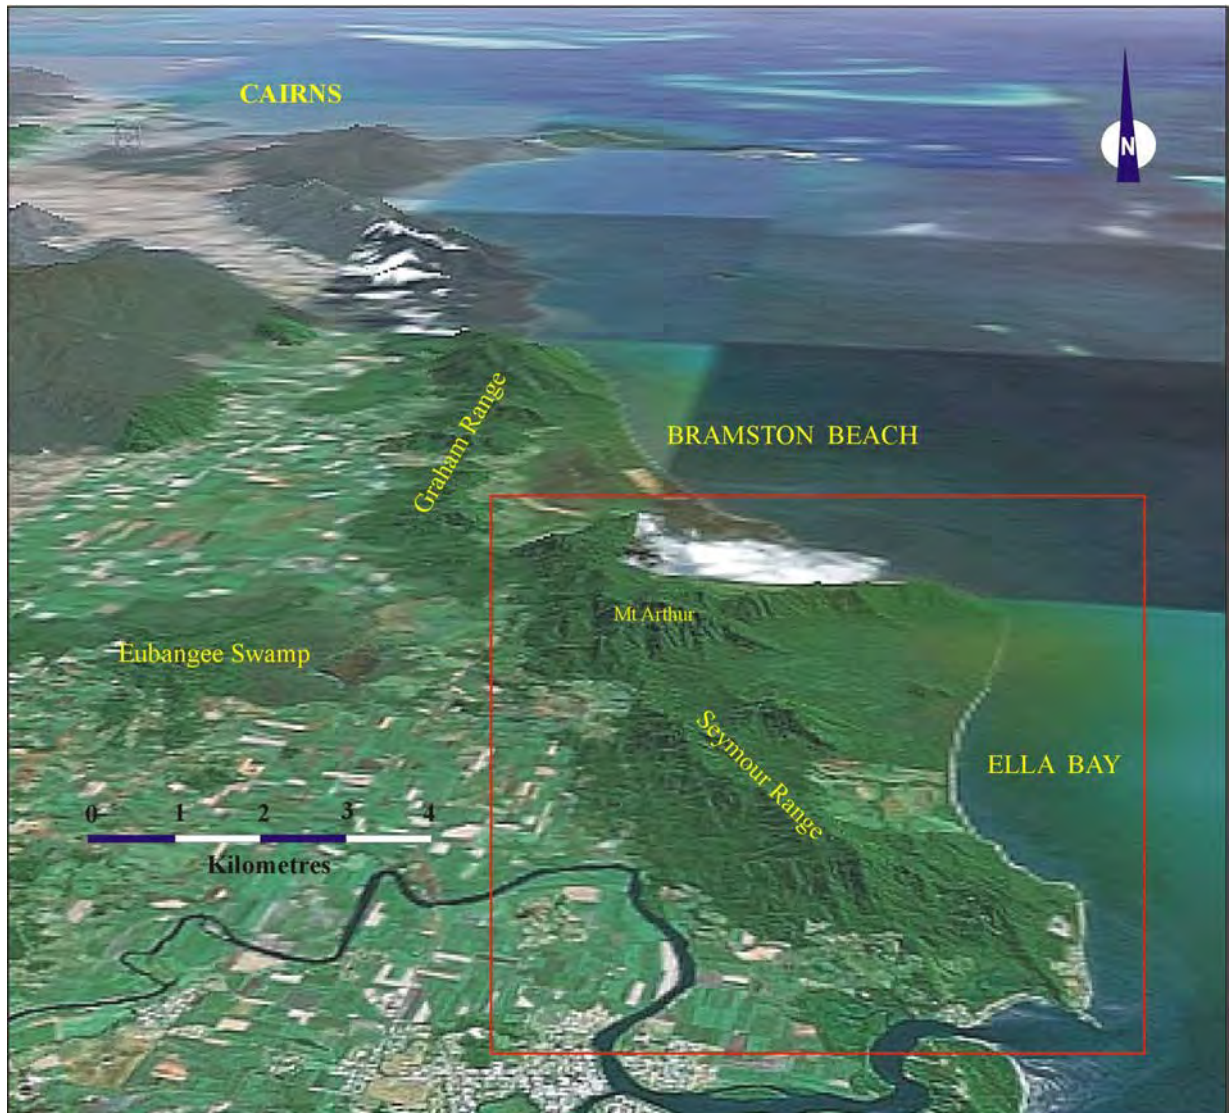 CAIRNS
N
Graham Range
BRAMSTON BEACH
Mt Arthur
Eubangee Swamp
Seymour Range
ELLA BAY
0 1 2 3 4
Kilometres